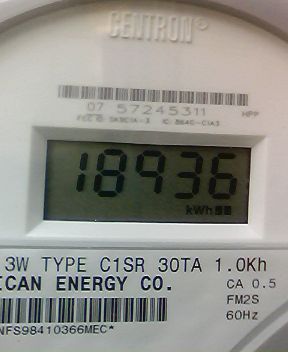 CENTRON®
07 57245311 HPP
18936
kWh
3W TYPE C1SR 30TA 1.0Kh
ICAN ENERGY CO. CA 0.5
FM2S
NFS98410366MEC* 60Hz